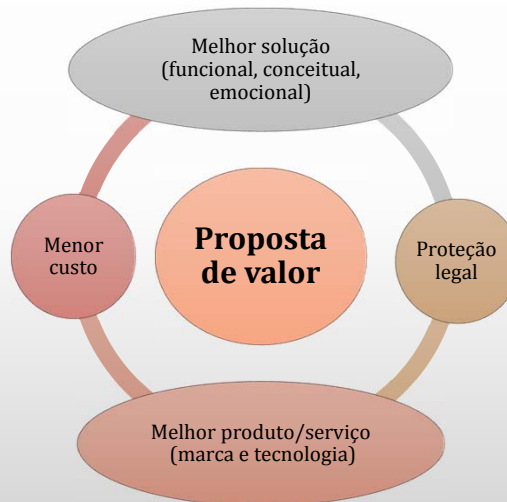 Melhor solução
(funcional, conceitual,
emocional)
Menor
custo
Proposta
de valor
Proteção
legal
Melhor produto/serviço
(marca e tecnologia)